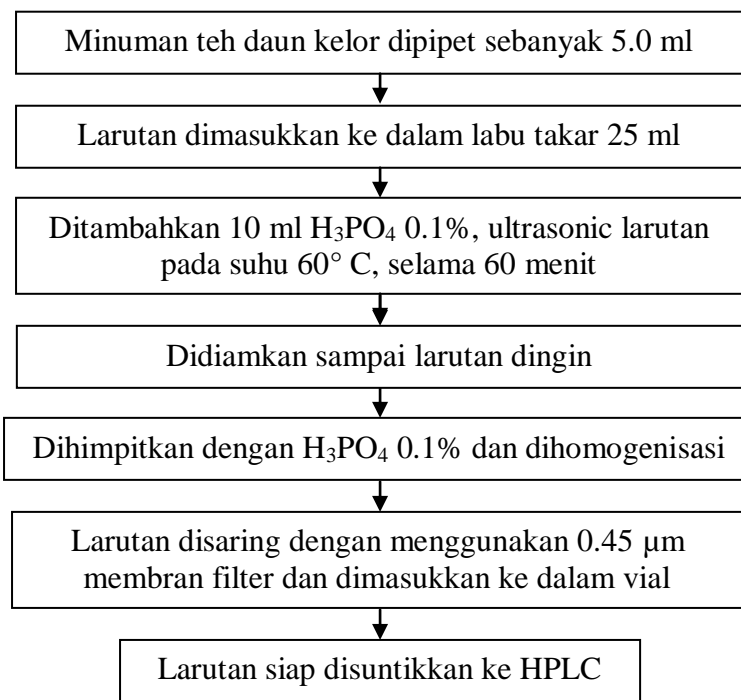 Minuman teh daun kelor dipipet sebanyak 5.0 ml
Larutan dimasukkan ke dalam labu takar 25 ml
Ditambahkan 10 ml H₃PO₄ 0.1%, ultrasonic larutan
pada suhu 60° C, selama 60 menit
Didiamkan sampai larutan dingin
Dihimpitkan dengan H₃PO₄ 0.1% dan dihomogenisasi
Larutan disaring dengan menggunakan 0.45 µm
membran filter dan dimasukkan ke dalam vial
Larutan siap disuntikkan ke HPLC